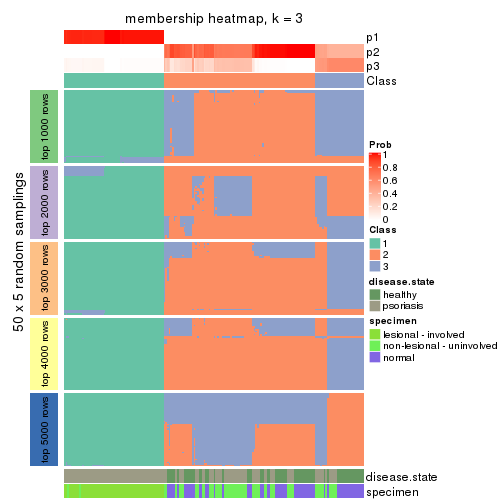 membership heatmap, k = 3
p1
p2
p3
Class
50 x 5 random samplings
top 1000 rows
top 2000 rows
top 3000 rows
top 4000 rows
top 5000 rows
Prob
1
0.8
0.6
0.4
0.2
0
Class
1
2
3
disease.state
healthy
psoriasis
specimen
lesional - involved
non-lesional - uninvolved
normal
disease.state
specimen